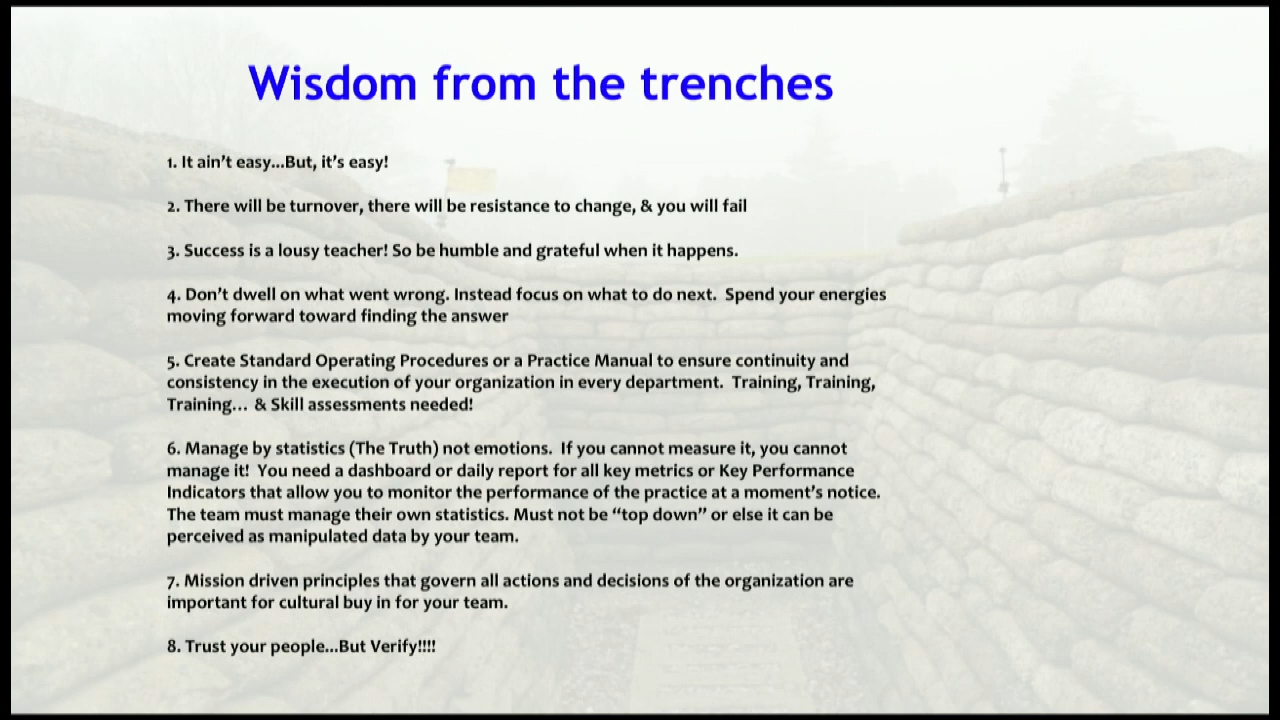 Wisdom from the trenches
1. It ain't easy...But, it's easy!
2. There will be turnover, there will be resistance to change, & you will fail
3. Success is a lousy teacher! So be humble and grateful when it happens.
4. Don't dwell on what went wrong. Instead focus on what to do next.  Spend your energies
moving forward toward finding the answer
5. Create Standard Operating Procedures or a Practice Manual to ensure continuity and
consistency in the execution of your organization in every department.  Training, Training,
Training... & Skill assessments needed!
6. Manage by statistics (The Truth) not emotions.  If you cannot measure it, you cannot
manage it!  You need a dashboard or daily report for all key metrics or Key Performance
Indicators that allow you to monitor the performance of the practice at a moment's notice.
The team must manage their own statistics. Must not be “top down” or else it can be
perceived as manipulated data by your team.
7. Mission driven principles that govern all actions and decisions of the organization are
important for cultural buy in for your team.
8. Trust your people...But Verify!!!!